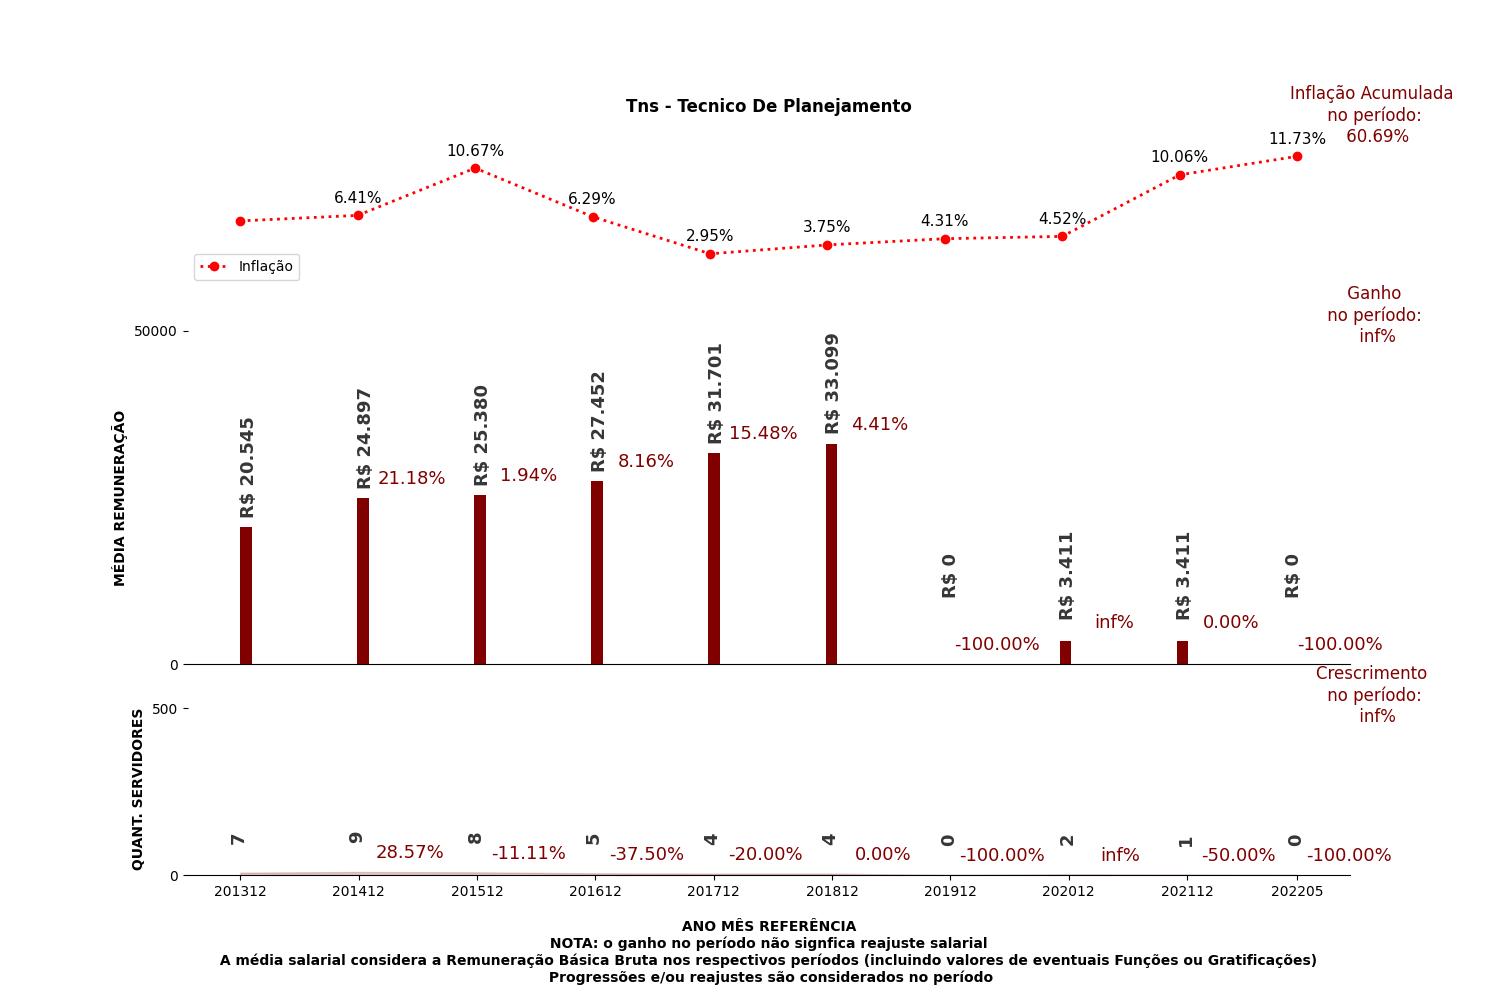 Tns - Tecnico De Planejamento
Inflação Acumulada
no período:
60.69%
6.41%
10.67%
6.29%
2.95%
3.75%
4.31%
4.52%
10.06%
11.73%
Inflação
Ganho
no período:
inf%
MÉDIA REMUNERAÇÃO
50000
0
R$ 20.545
R$ 24.897
R$ 25.380
R$ 27.452
R$ 31.701
R$ 33.099
R$ 0
R$ 3.411
R$ 3.411
R$ 0
21.18%
1.94%
8.16%
15.48%
4.41%
-100.00%
inf%
0.00%
-100.00%
Crescimento
no período:
inf%
QUANT. SERVIDORES
500
0
7
9
8
5
4
4
0
2
1
0
28.57%
-11.11%
-37.50%
-20.00%
0.00%
-100.00%
inf%
-50.00%
-100.00%
201312
201412
201512
201612
201712
201812
201912
202012
202112
202205
ANO MÊS REFERÊNCIA
NOTA: o ganho no período não signfica reajuste salarial
A média salarial considera a Remuneração Básica Bruta nos respectivos períodos (incluindo valores de eventuais Funções ou Gratificações)
Progressões e/ou reajustes são considerados no período